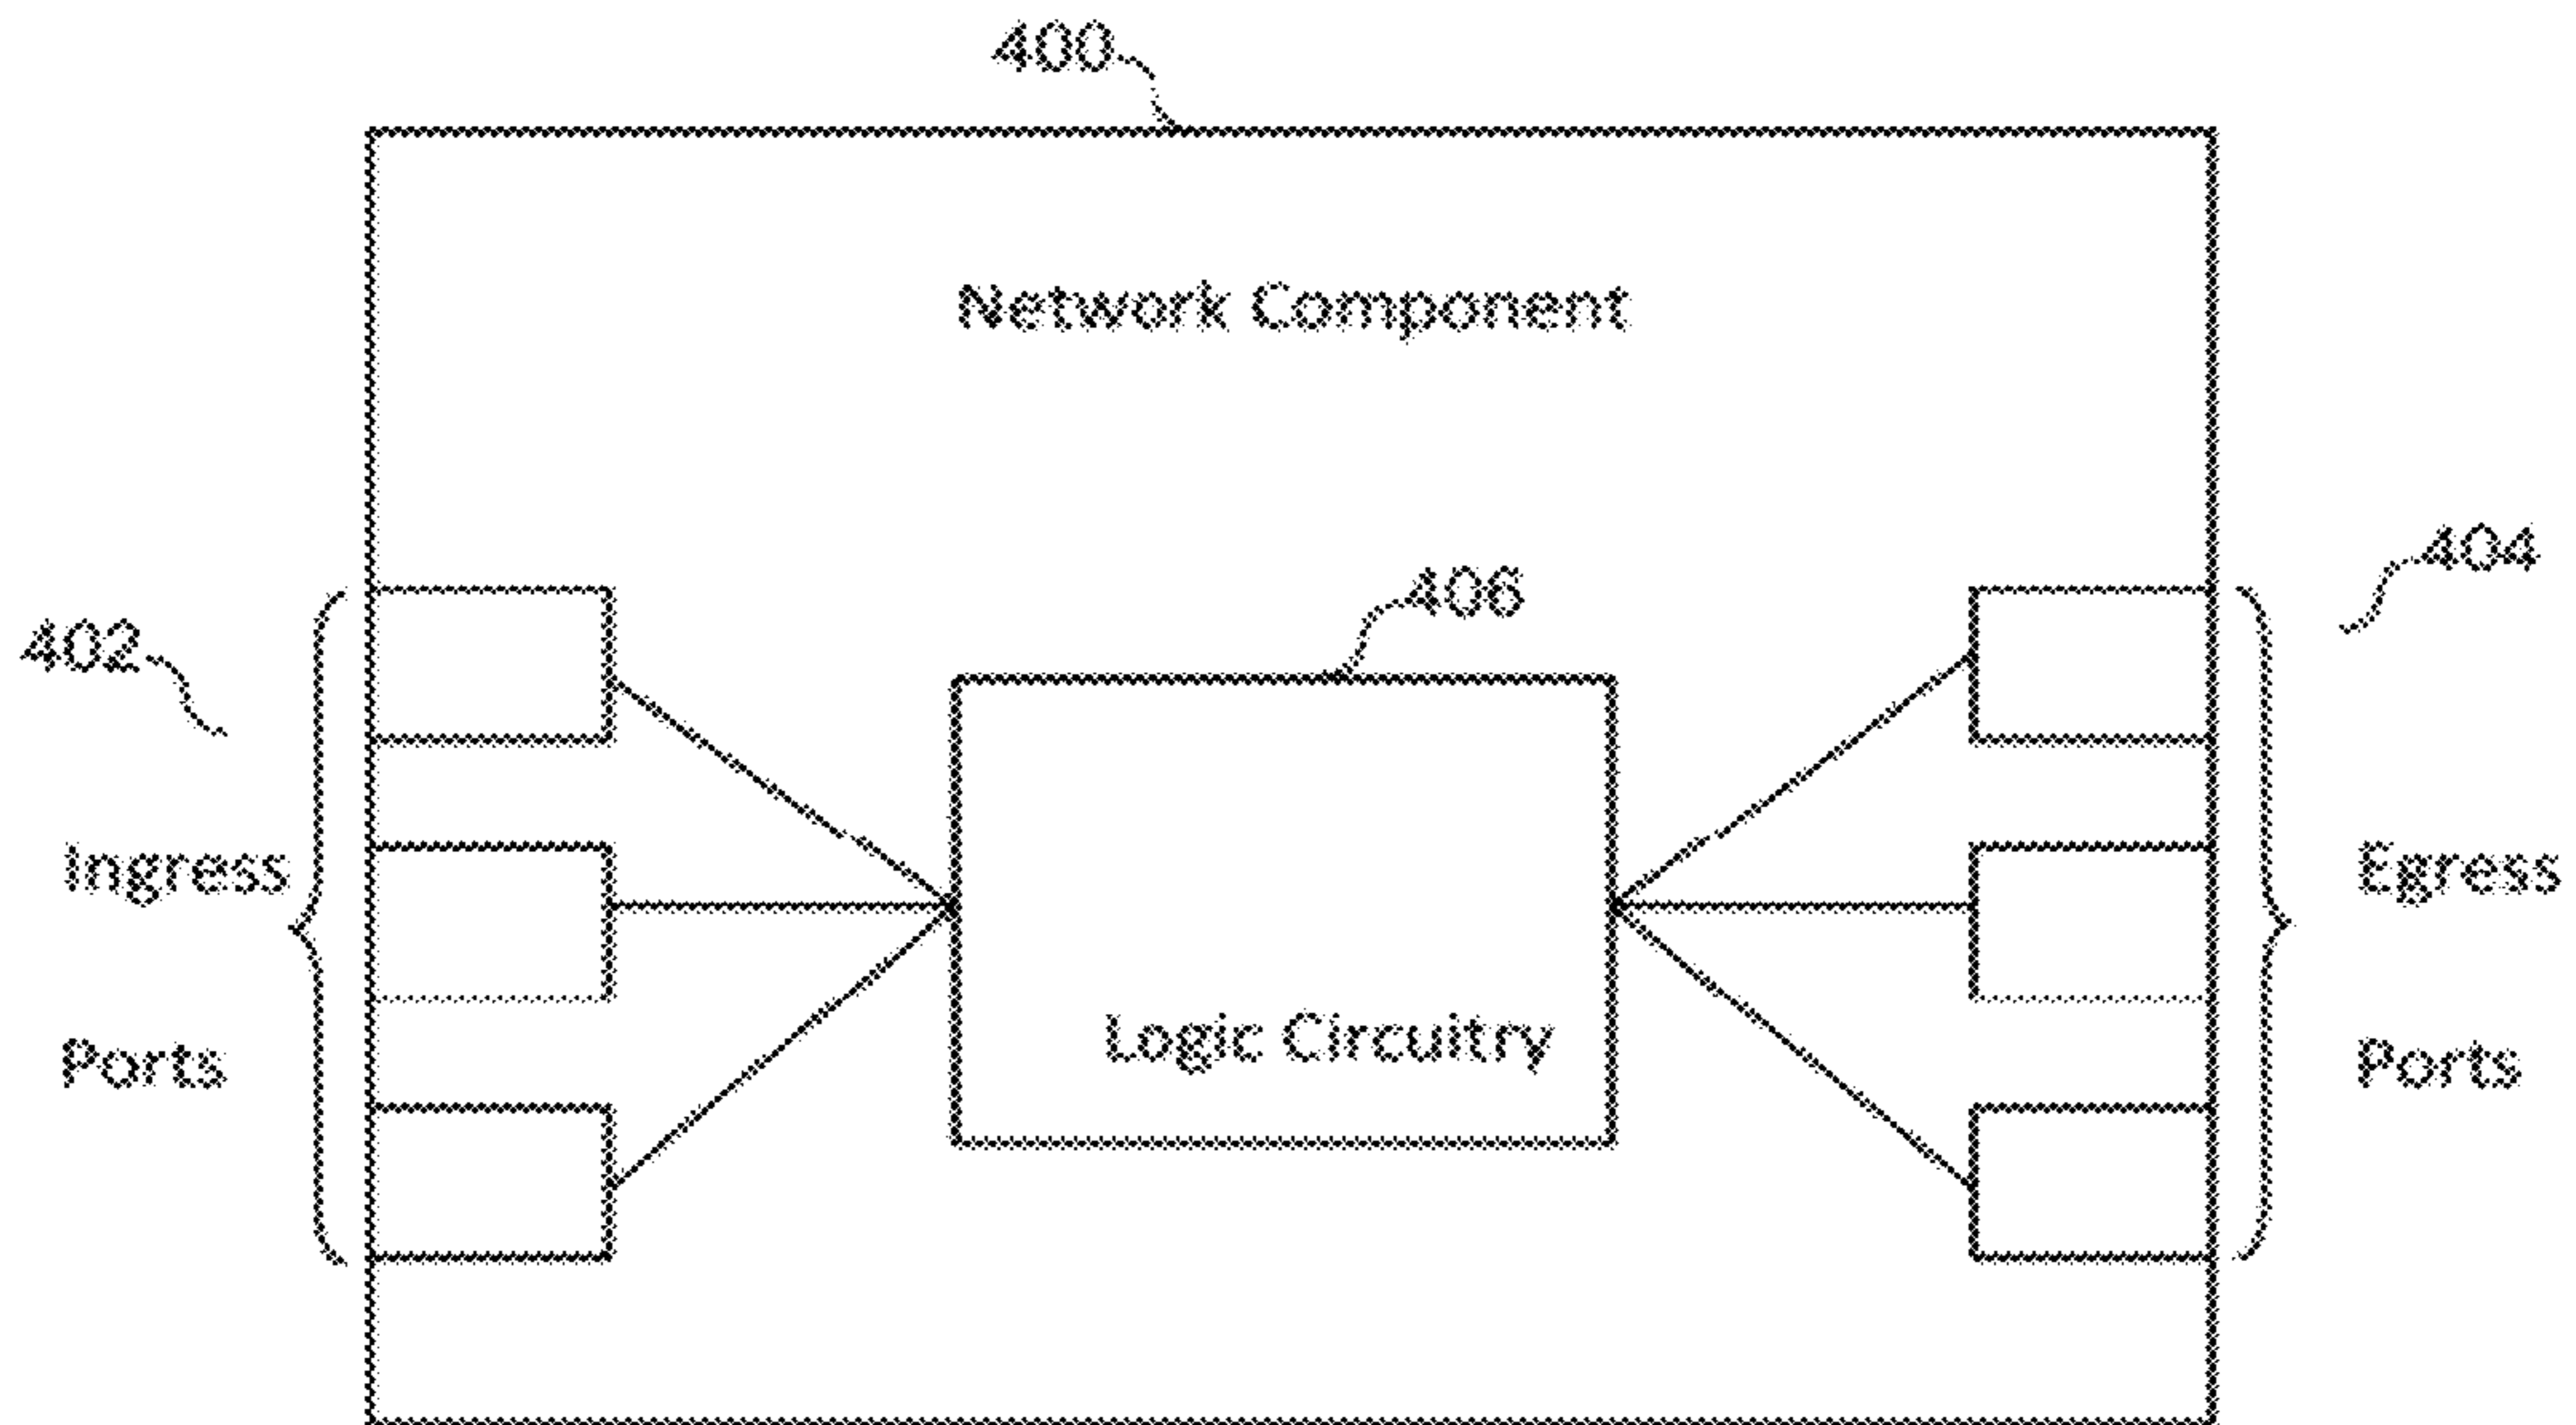 400
Network Component
404
406
402
Ingress
Egress
Logic Circuitry
Ports
Ports